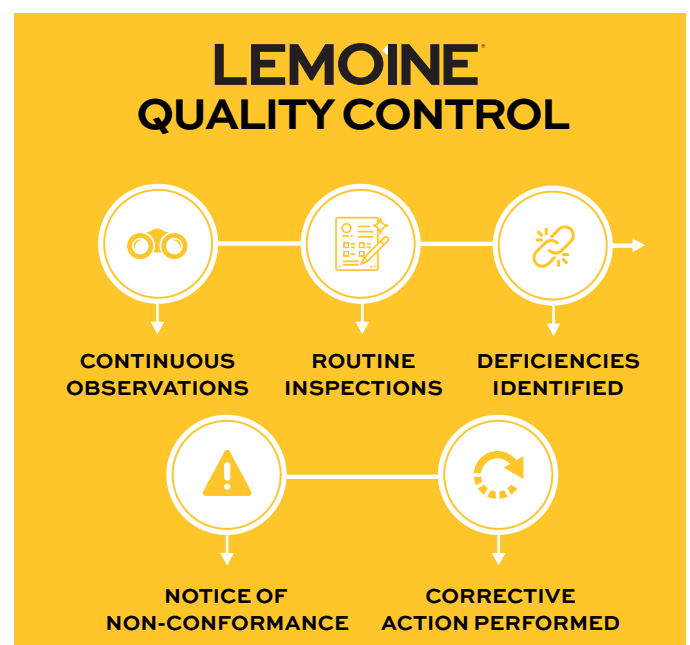 LEMOINE
QUALITY CONTROL
CONTINUOUS
OBSERVATIONS
ROUTINE
INSPECTIONS
DEFICIENCIES
IDENTIFIED
NOTICE OF
NON-CONFORMANCE
CORRECTIVE
ACTION PERFORMED